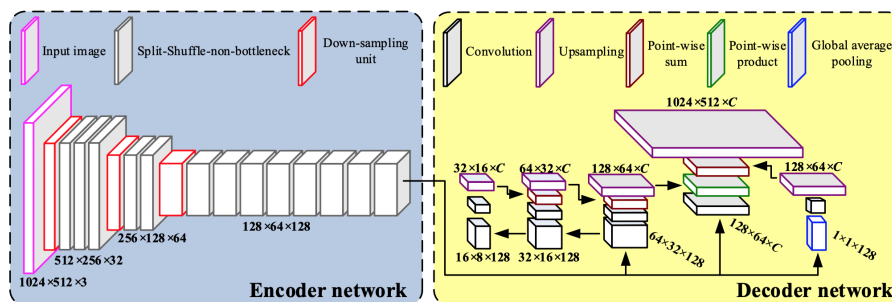 Input image
Split-Shuffle-non-bottleneck
Down-sampling
unit
1024×512×3
512×256×32
256×128×64
128×64×128
Encoder network
Convolution
Upsampling
Point-wise
sum
Point-wise
product
Global average
pooling
1024×512×C
32×16×C
64×32×C
128×64×C
128×64×C
16×8×128
32×16×128
64×32×128
128×64×C
1×1×128
Decoder network